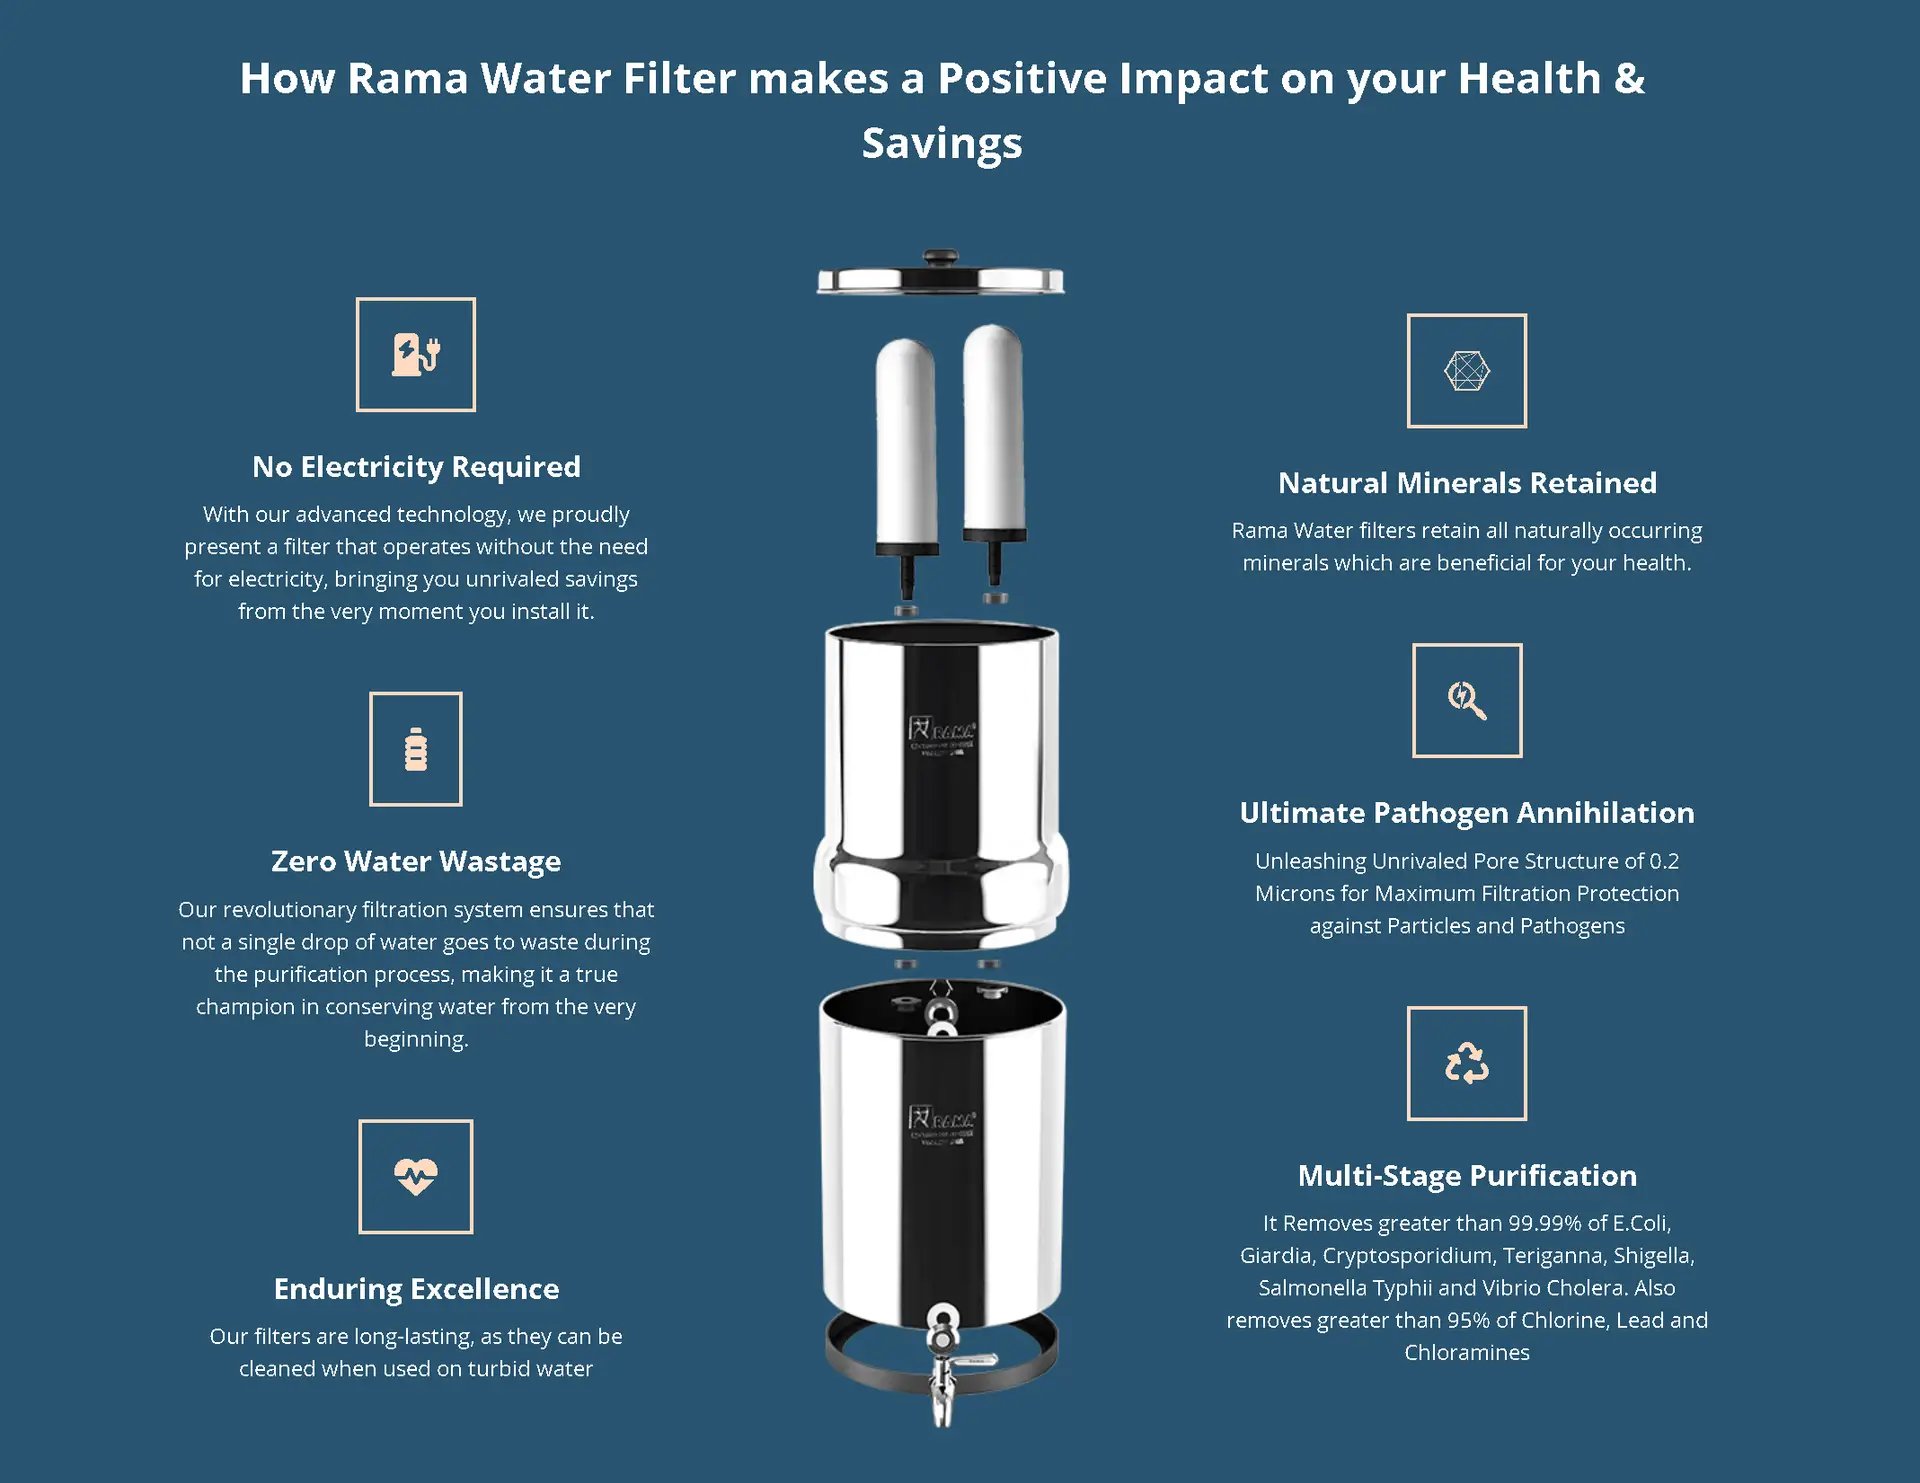 How Rama Water Filter makes a Positive Impact on your Health &
Savings
No Electricity Required
With our advanced technology, we proudly
present a filter that operates without the need
for electricity, bringing you unrivaled savings
from the very moment you install it.
Zero Water Wastage
Our revolutionary filtration system ensures that
not a single drop of water goes to waste during
the purification process, making it a true
champion in conserving water from the very
beginning.
Enduring Excellence
Our filters are long-lasting, as they can be
cleaned when used on turbid water
RAMA
RAMA
Natural Minerals Retained
Rama Water filters retain all naturally occurring
minerals which are beneficial for your health.
Ultimate Pathogen Annihilation
Unleashing Unrivaled Pore Structure of 0.2
Microns for Maximum Filtration Protection
against Particles and Pathogens
Multi-Stage Purification
It Removes greater than 99.99% of E.Coli,
Giardia, Cryptosporidium, Teriganna, Shigella,
Salmonella Typhii and Vibrio Cholera. Also
removes greater than 95% of Chlorine, Lead and
Chloramines